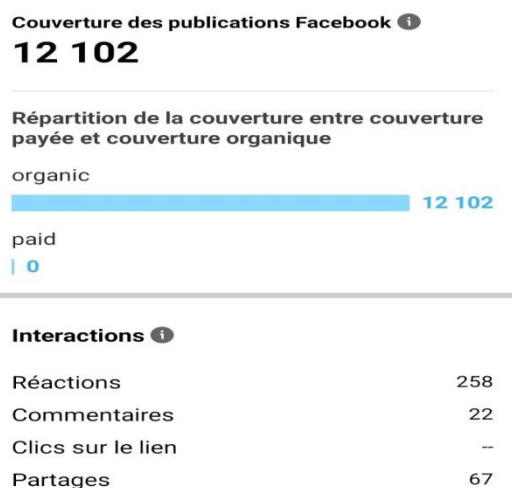 Couverture des publications Facebook
12 102
Répartition de la couverture entre couverture
payée et couverture organique
organic
12 102
paid
0
Interactions
Réactions 258
Commentaires 22
Clics sur le lien --
Partages 67